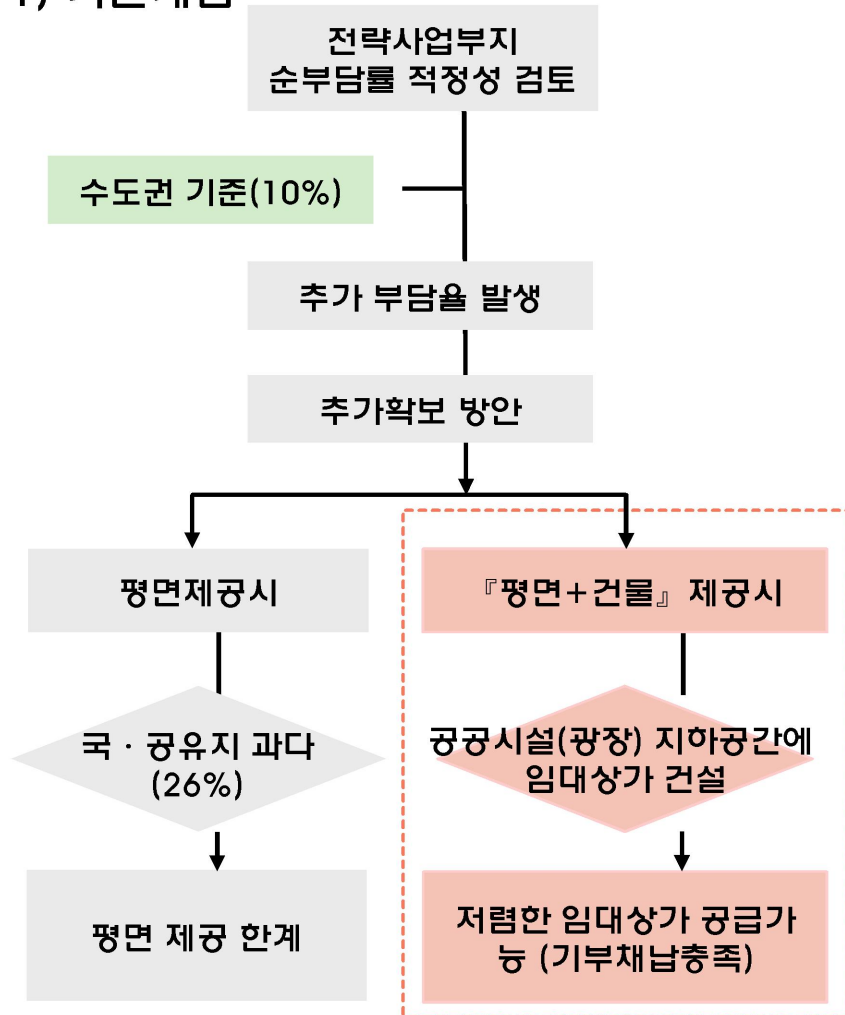 전략사업부지
순부담률 적정성 검토
수도권 기준(10%)
추가 부담율 발생
추가확보 방안
평면제공시
『평면+건물』 제공시
국 · 공유지 과다
(26%)
공공시설(광장) 지하공간에
임대상가 건설
평면 제공 한계
저렴한 임대상가 공급가
능 (기부채납충족)